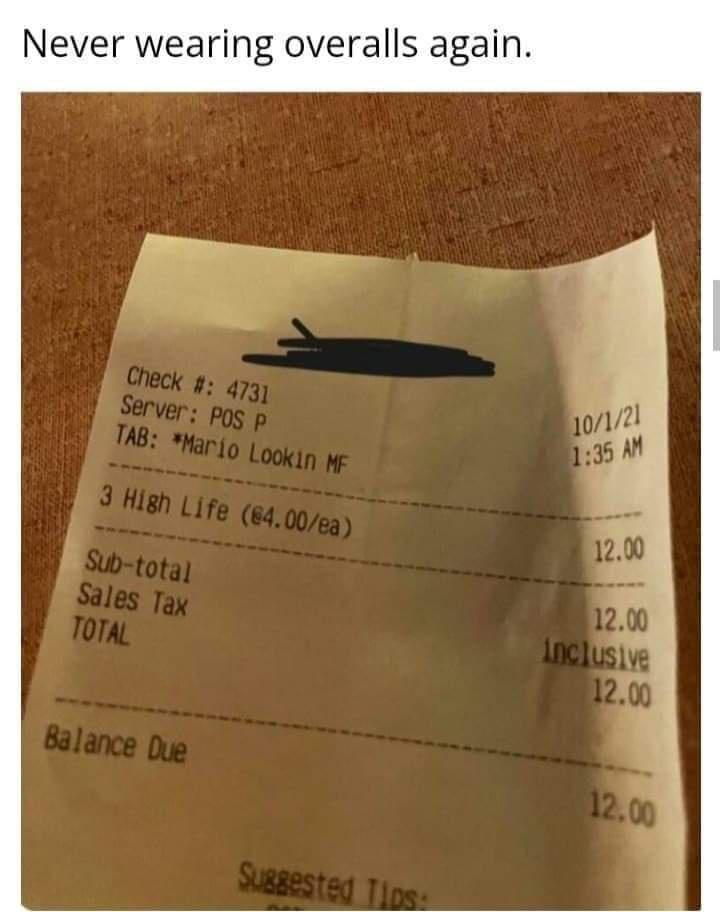 Never wearing overalls again.
Check #: 4731
Server: POS P 10/1/21
TAB: *Mario Lookin MF 1:35 AM
3 High Life (@4.00/ea) 12.00
Sub-total 12.00
Sales Tax inclusive
TOTAL 12.00
Balance Due 12.00
Suggested Tips: